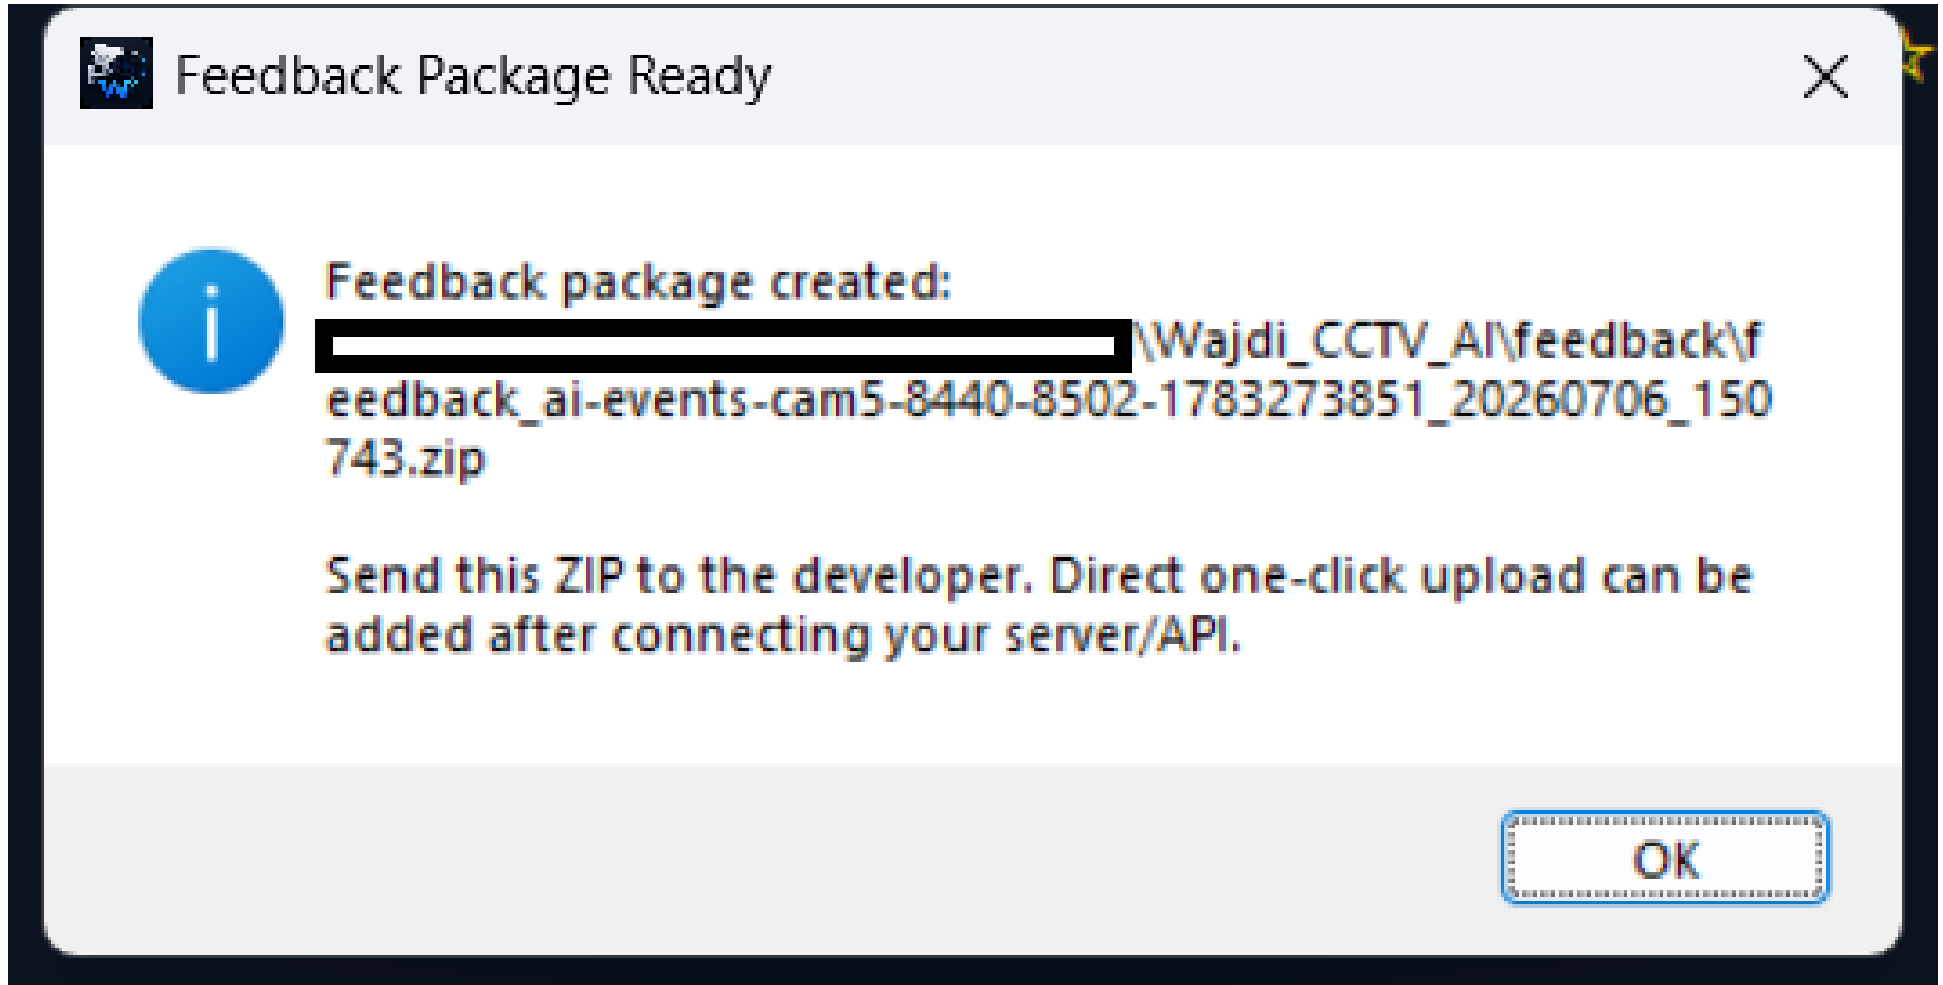 Feedback Package Ready
Feedback package created:
\Wajdi_CCTV_AI\feedback\f
eedback_ai-events-cam5-8440-8502-1783273851_20260706_150
743.zip
Send this ZIP to the developer. Direct one-click upload can be
added after connecting your server/API.
OK